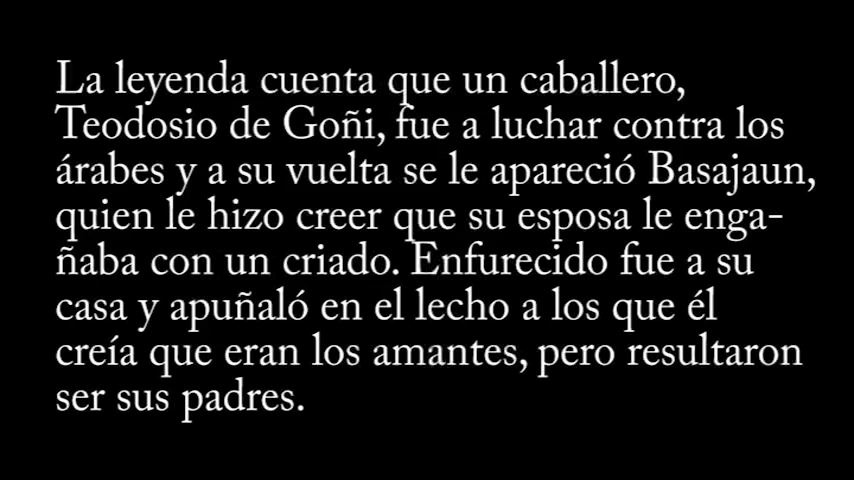 La leyenda cuenta que un caballero,
Teodosio de Goñi, fue a luchar contra los
árabes y a su vuelta se le apareció Basajaun,
quien le hizo creer que su esposa le enga-
ñaba con un criado. Enfurecido fue a su
casa y apuñaló en el lecho a los que él
creía que eran los amantes, pero resultaron
ser sus padres.